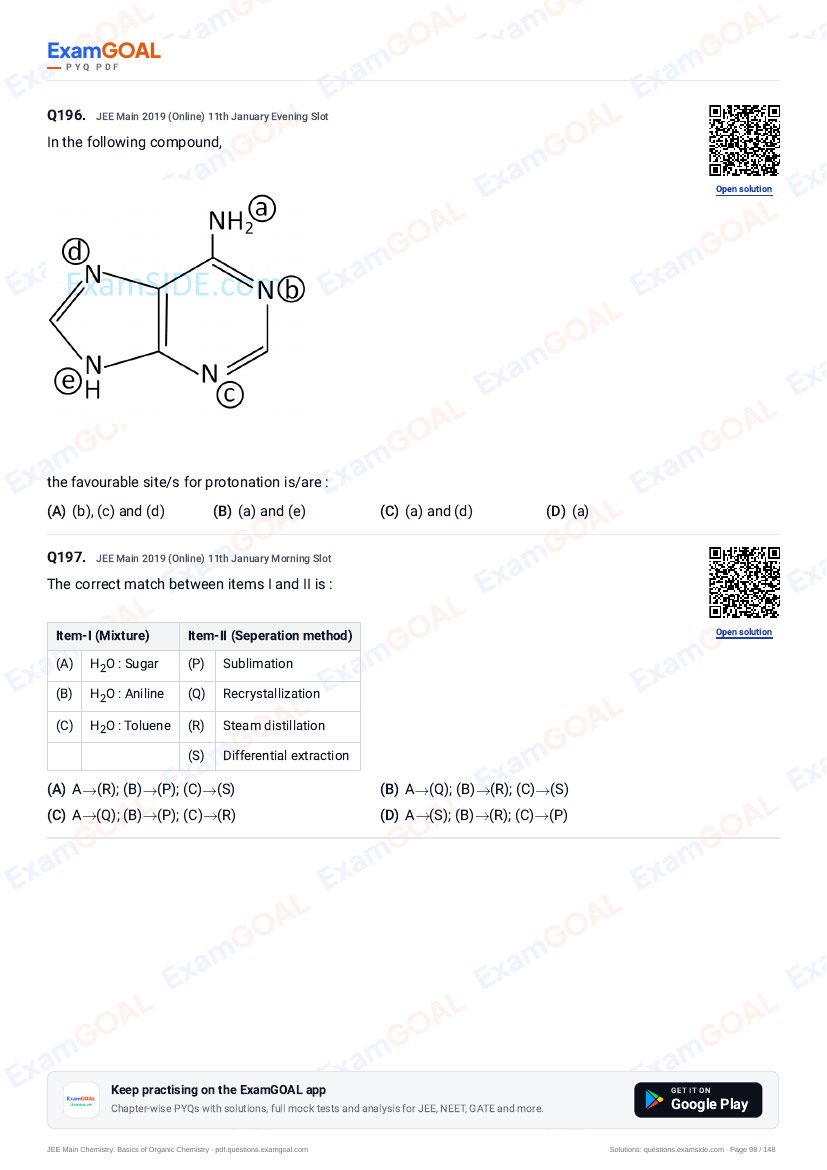 ExamGOAL
PYQ PDF
Q196. JEE Main 2019 (Online) 11th January Evening Slot
In the following compound,
Open solution
NH2 a
d
N
ExamSIDE.com
N b
N
e H
N
c
the favourable site/s for protonation is/are :
(A) (b), (c) and (d) (B) (a) and (e) (C) (a) and (d) (D) (a)
Q197. JEE Main 2019 (Online) 11th January Morning Slot
The correct match between items I and II is :
Open solution
Item-I (Mixture) Item-II (Seperation method)
(A) H2O : Sugar (P) Sublimation
(B) H2O : Aniline (Q) Recrystallization
(C) H2O : Toluene (R) Steam distillation
(S) Differential extraction
(A) A→(R); (B)→(P); (C)→(S) (B) A→(Q); (B)→(R); (C)→(S)
(C) A→(Q); (B)→(P); (C)→(R) (D) A→(S); (B)→(R); (C)→(P)
ExamGOAL
Keep practising on the ExamGOAL app
Chapter-wise PYQs with solutions, full mock tests and analysis for JEE, NEET, GATE and more.
GET IT ON
Google Play
JEE Main Chemistry: Basics of Organic Chemistry · pdf.questions.examgoal.com
Solutions: questions.examside.com · Page 98 / 148